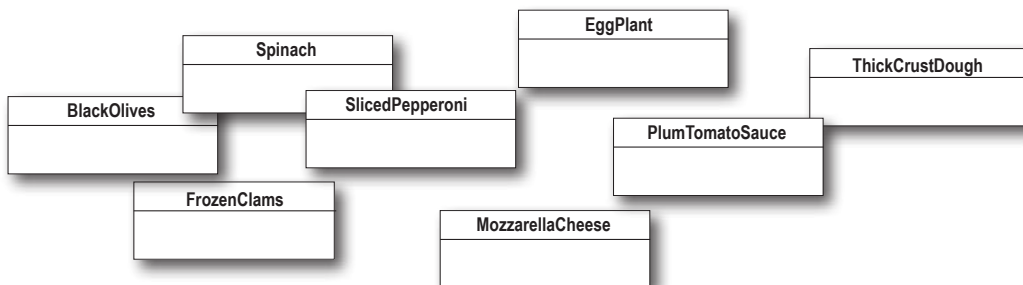 EggPlant
Spinach
ThickCrustDough
BlackOlives
SlicedPepperoni
PlumTomatoSauce
FrozenClams
MozzarellaCheese